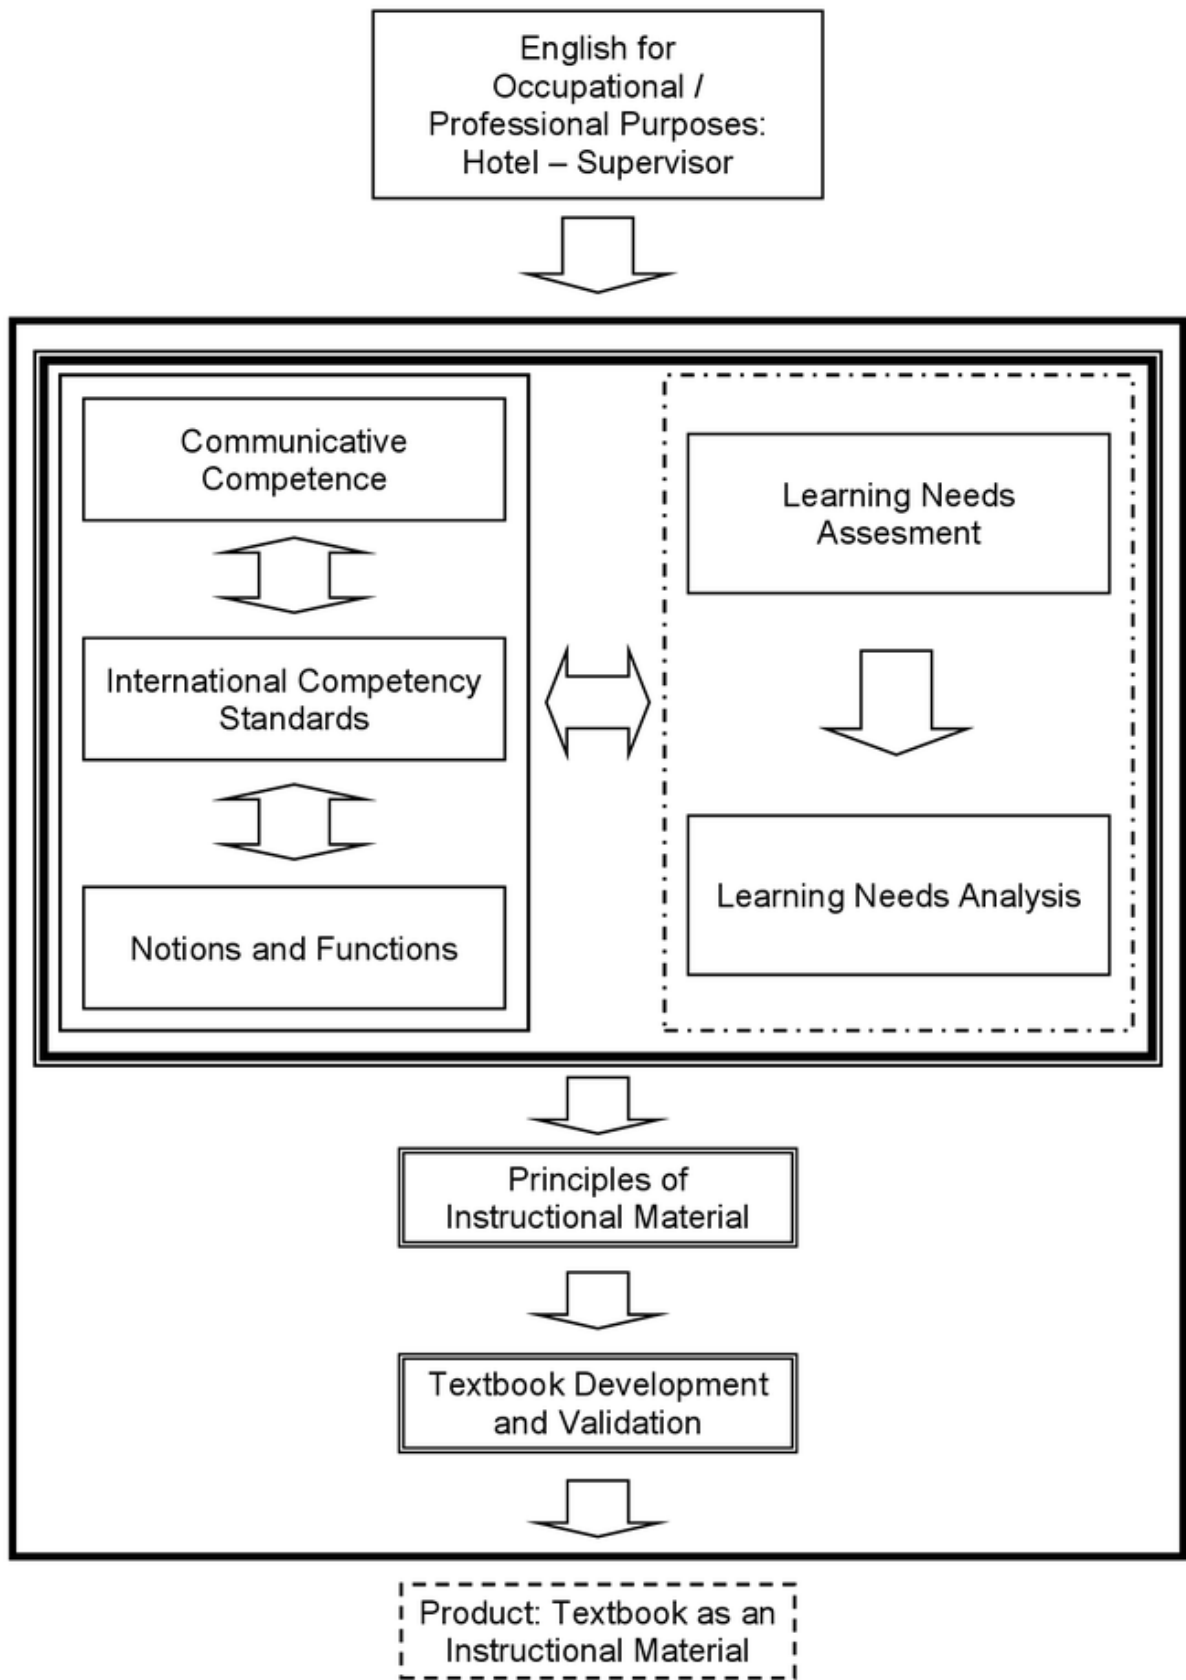 English for
Occupational /
Professional Purposes:
Hotel – Supervisor
Communicative
Competence
International Competency
Standards
Notions and Functions
Learning Needs
Assesment
Learning Needs Analysis
Principles of
Instructional Material
Textbook Development
and Validation
Product: Textbook as an
Instructional Material